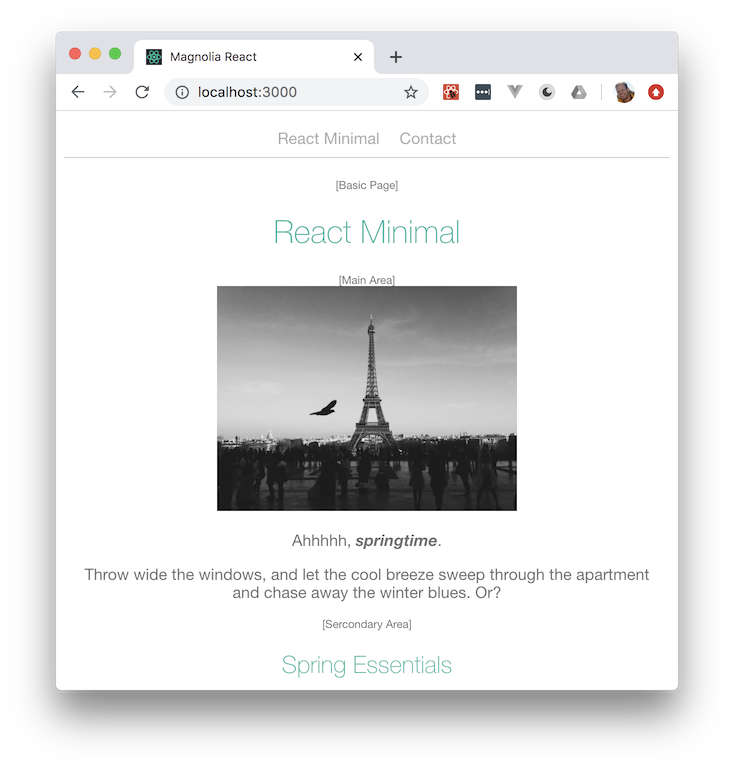 Magnolia React
localhost:3000
React Minimal Contact
[Basic Page]
React Minimal
[Main Area]
Ahhhhh, springtime.
Throw wide the windows, and let the cool breeze sweep through the apartment
and chase away the winter blues. Or?
[Sercondary Area]
Spring Essentials